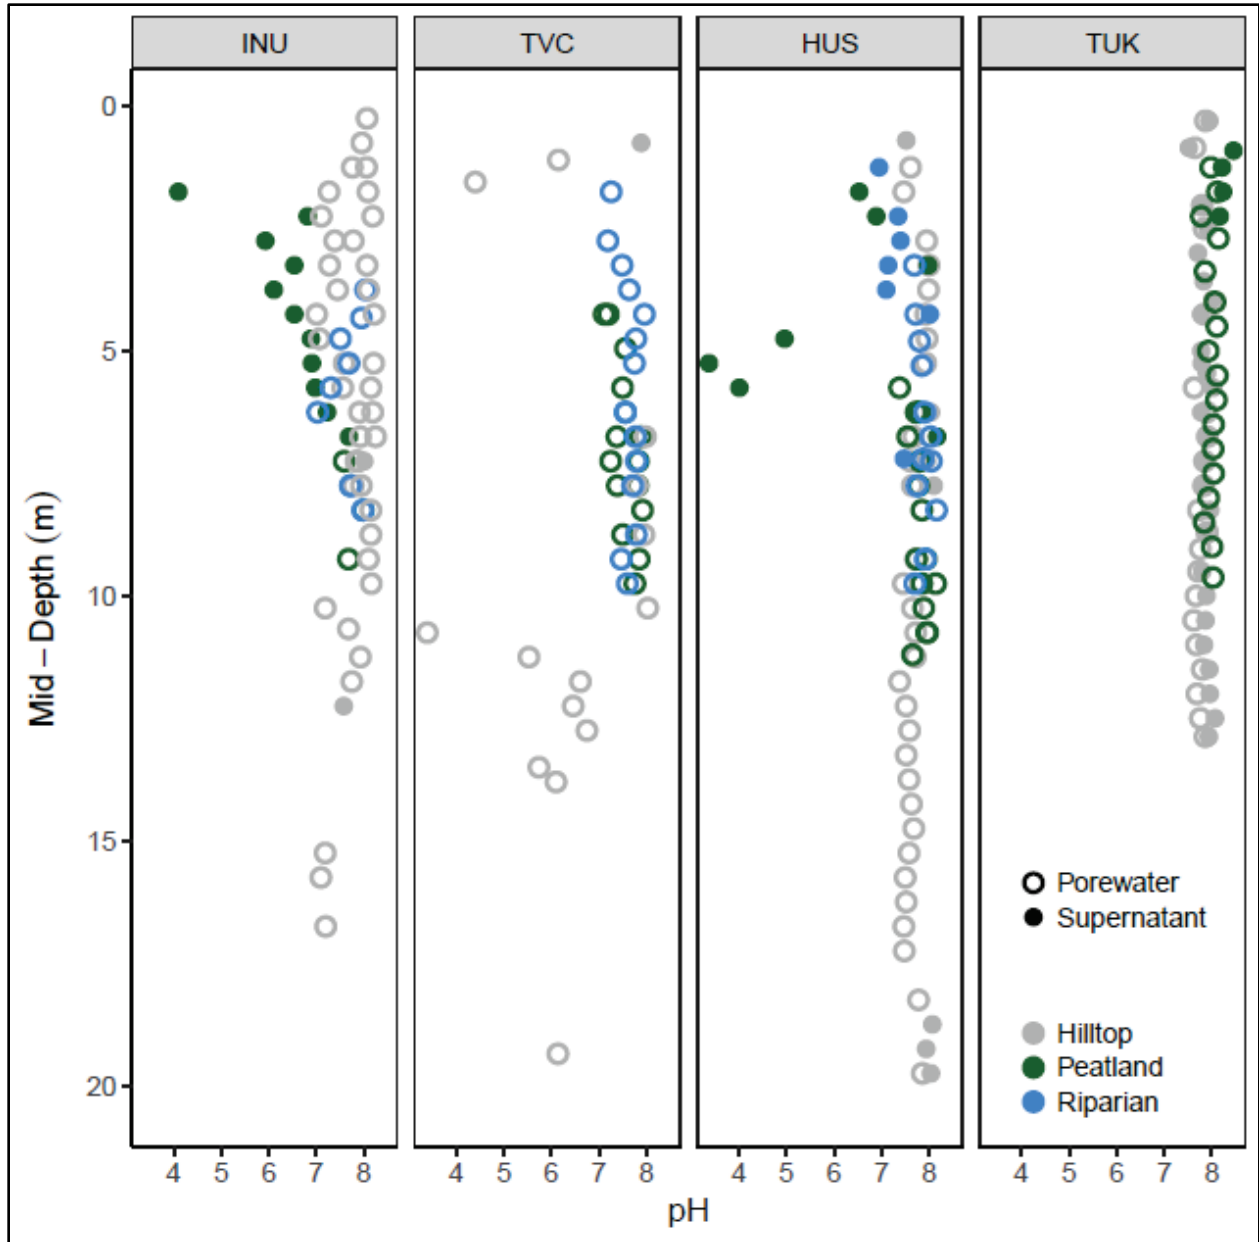 INU TVC HUS TUK
0
5
10
15
20
Mid – Depth (m)
Porewater
Supernatant
Hilltop
Peatland
Riparian
4 5 6 7 8 4 5 6 7 8 4 5 6 7 8 4 5 6 7 8
pH